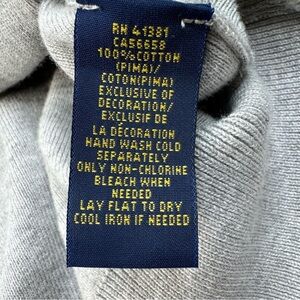 RN 41381
CA56658
100%COTTON
(PIMA)/
COTON(PIMA)
EXCLUSIVE OF
DECORATION/
EXCLUSIF DE
LA DÉCORATION
HAND WASH COLD
SEPARATELY
ONLY NON-CHLORINE
BLEACH WHEN
NEEDED
LAY FLAT TO DRY
COOL IRON IF NEEDED